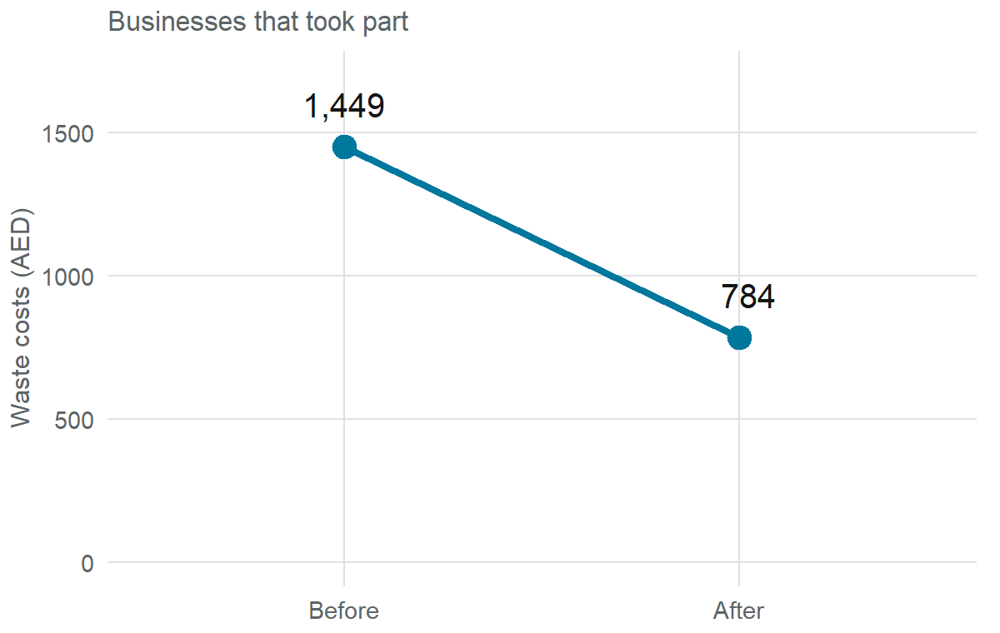 Businesses that took part
1,449
1500
784
1000
500
0
Waste costs (AED)
Before
After